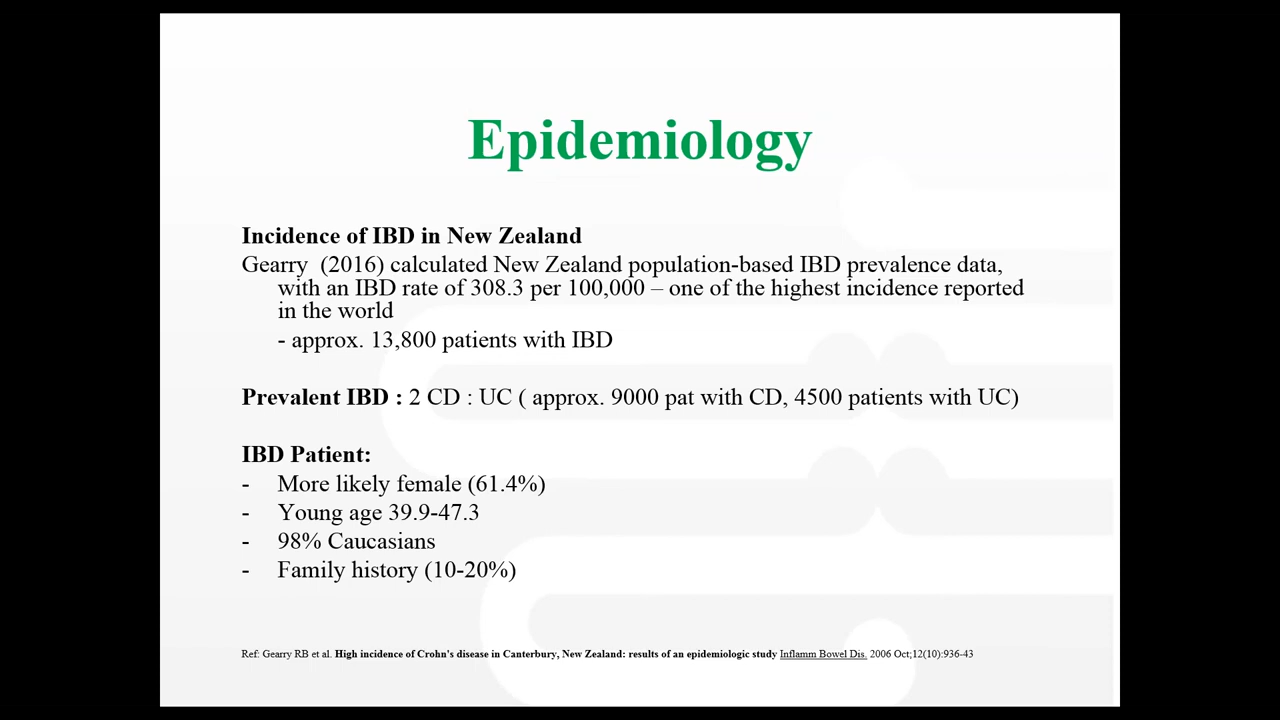 Epidemiology
Incidence of IBD in New Zealand
Gearry  (2016) calculated New Zealand population-based IBD prevalence data,
with an IBD rate of 308.3 per 100,000 – one of the highest incidence reported
in the world
- approx. 13,800 patients with IBD
Prevalent IBD : 2 CD : UC ( approx. 9000 pat with CD, 4500 patients with UC)
IBD Patient:
- More likely female (61.4%)
- Young age 39.9-47.3
- 98% Caucasians
- Family history (10-20%)
Ref: Gearry RB et al. High incidence of Crohn's disease in Canterbury, New Zealand: results of an epidemiologic study Inflamm Bowel Dis. 2006 Oct;12(10):936-43